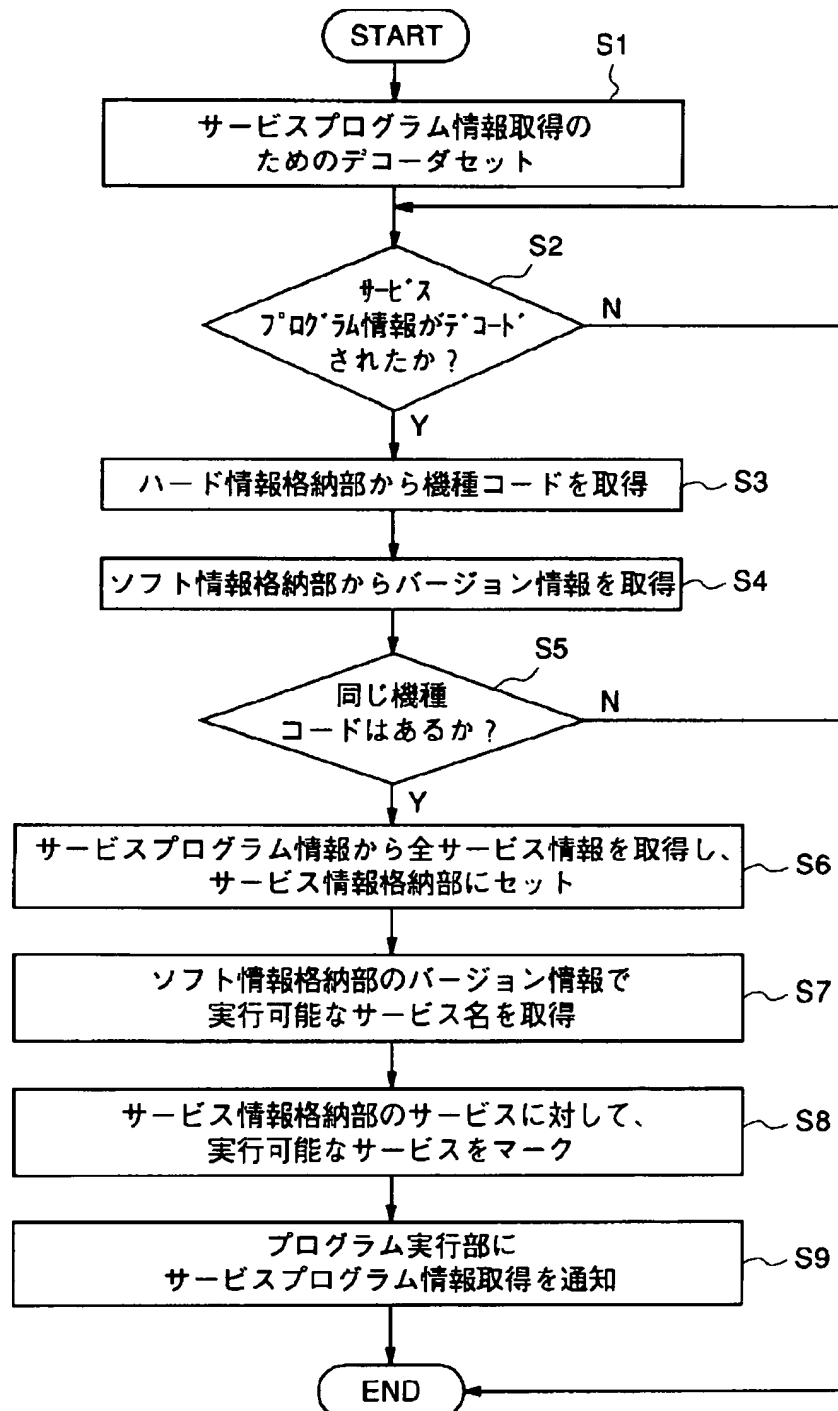 START
S1
サービスプログラム情報取得の
ためのデコーダセット
S2
ｻｰﾋﾞｽ
ﾌﾟﾛｸﾞﾗﾑ情報がﾃﾞｺｰﾄﾞ
されたか？
N
Y
ハード情報格納部から機種コードを取得
S3
ソフト情報格納部からバージョン情報を取得
S4
S5
同じ機種
コードはあるか？
N
Y
サービスプログラム情報から全サービス情報を取得し、
サービス情報格納部にセット
S6
ソフト情報格納部のバージョン情報で
実行可能なサービス名を取得
S7
サービス情報格納部のサービスに対して、
実行可能なサービスをマーク
S8
プログラム実行部に
サービスプログラム情報取得を通知
S9
END